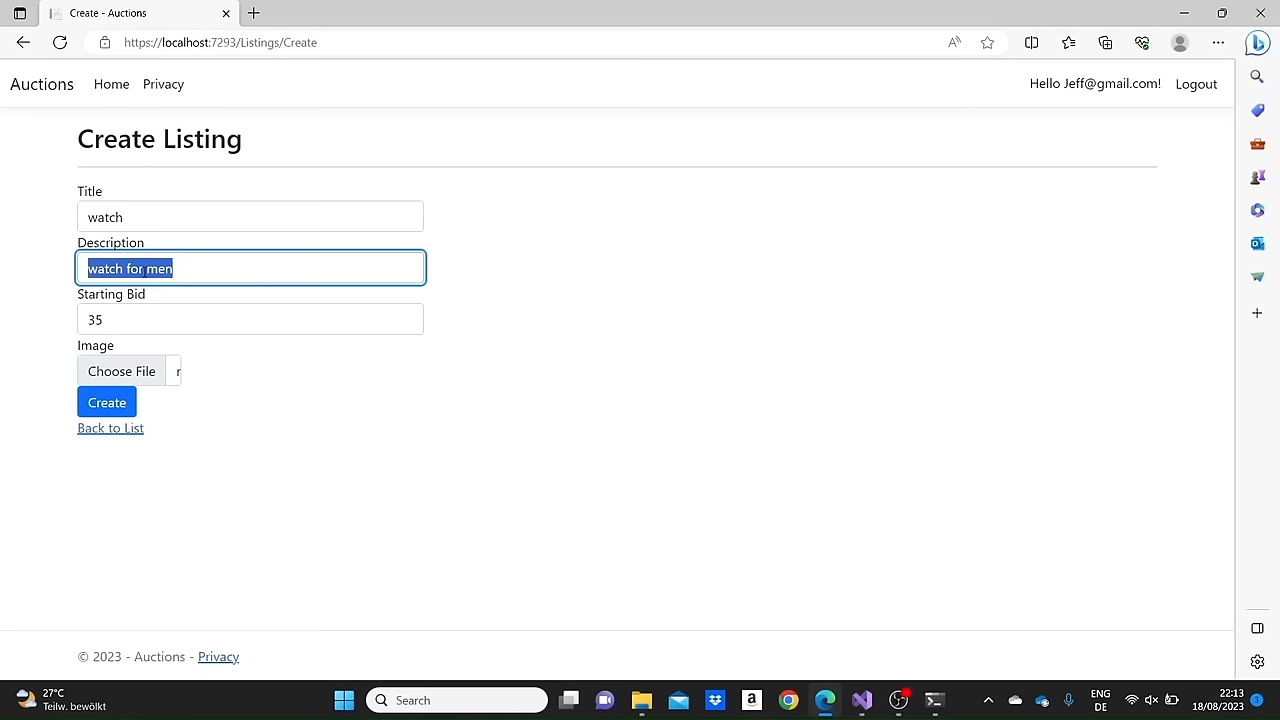 Create - Auctions
https://localhost:7293/Listings/Create
Auctions Home Privacy
Hello Jeff@gmail.com! Logout
Create Listing
Title
watch
Description
watch for men
Starting Bid
35
Image
Choose File
Create
Back to List
© 2023 - Auctions - Privacy
27°C
Teilw. bewölkt
Search
ENG
DE
22:13
18/08/2023